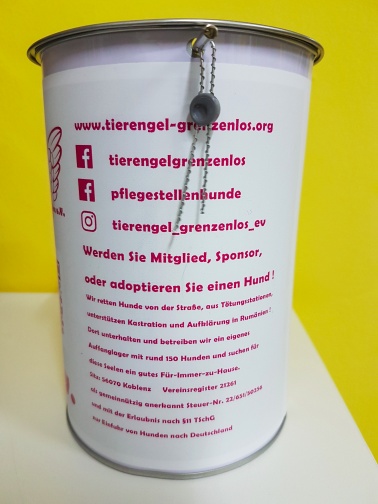 www.tierengel-grenzenlos.org
tierengelgrenzenlos
pflegestellenhunde
tierengel_grenzenlos_ev
Werden Sie Mitglied, Sponsor,
oder adoptieren Sie einen Hund !
Wir retten Hunde von der Straße, aus Tötungsstationen,
unterstützen Kastration und Aufklärung in Rumänien !
Dort unterhalten und betreiben wir ein eigenes
Auffanglager mit rund 150 Hunden und suchen für
diese Seelen ein gutes Für-Immer-zu-Hause.
Sitz: 56070 Koblenz Vereinsregister 21261
als gemeinnützig anerkannt Steuer-Nr. 22/651/50259
und mit der Erlaubnis nach §11 TSchG
zur Einfuhr von Hunden nach Deutschland